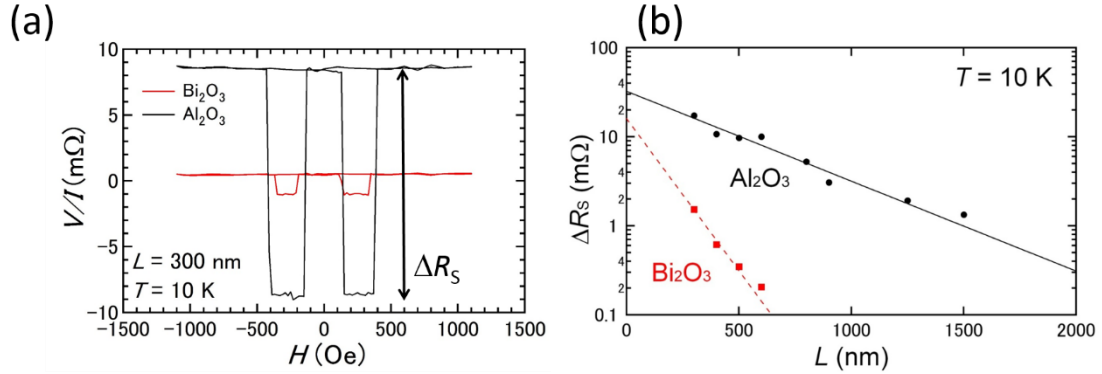 (a)
10
5
0
−5
−10
V/I (mΩ)
Bi₂O₃
Al₂O₃
L = 300 nm
T = 10 K
ΔRS
−1500 −1000 −500 0 500 1000 1500
H (Oe)
(b)
100
4
2
10
4
2
1
4
2
0.1
ΔRS (mΩ)
T = 10 K
Al₂O₃
Bi₂O₃
0 500 1000 1500 2000
L (nm)